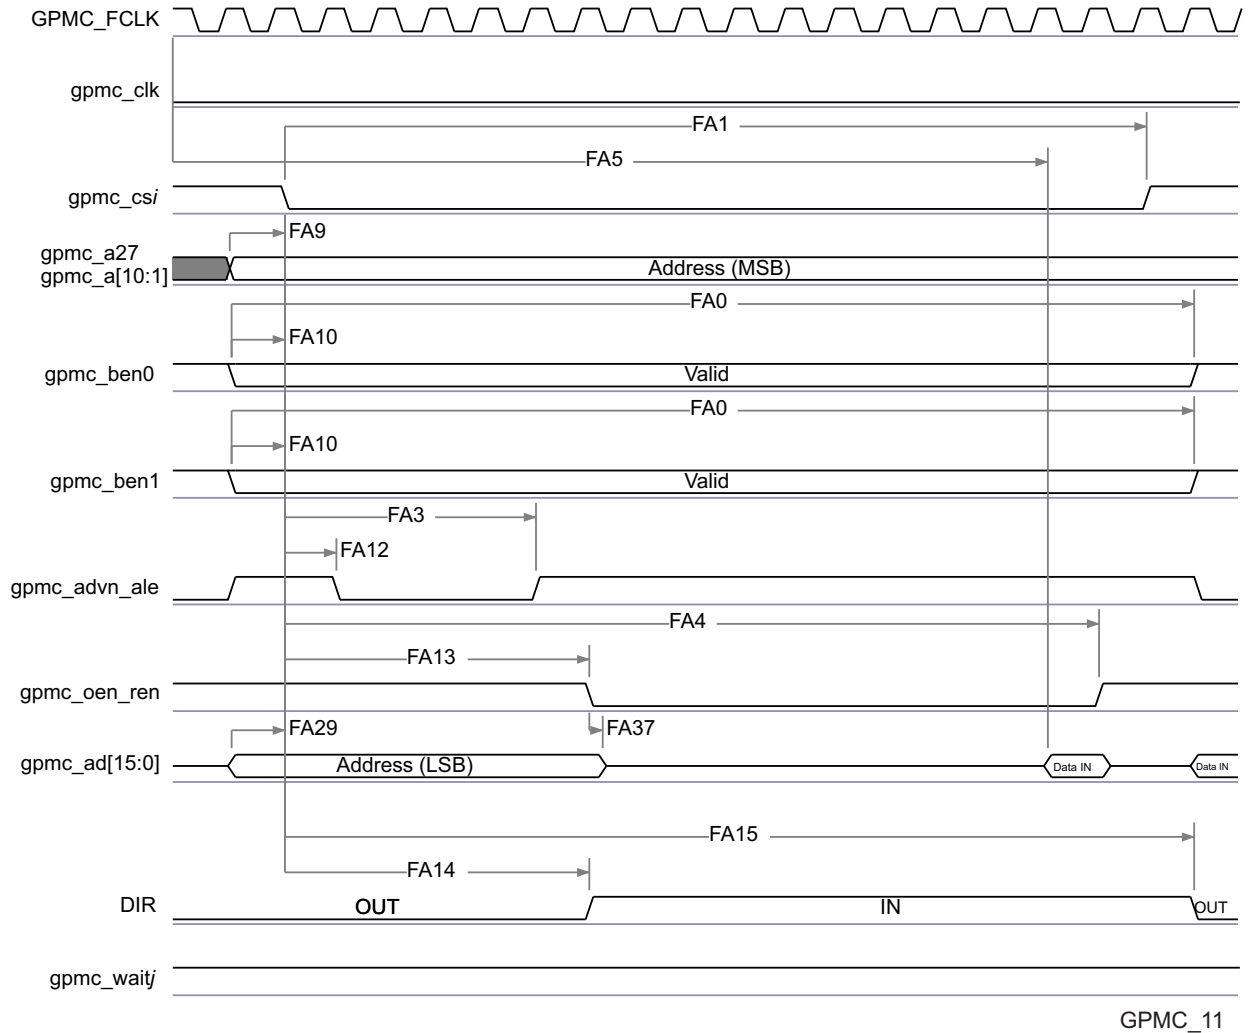 GPMC_FCLK
gpmc_clk
FA1
FA5
gpmc_csi
FA9
gpmc_a27
gpmc_a[10:1]
Address (MSB)
FA0
FA10
gpmc_ben0
Valid
FA0
FA10
gpmc_ben1
Valid
FA3
FA12
gpmc_advn_ale
FA4
FA13
gpmc_oen_ren
FA29
FA37
gpmc_ad[15:0]
Address (LSB)
Data IN
Data IN
FA15
FA14
DIR
OUT
IN
OUT
gpmc_waitj
GPMC_11